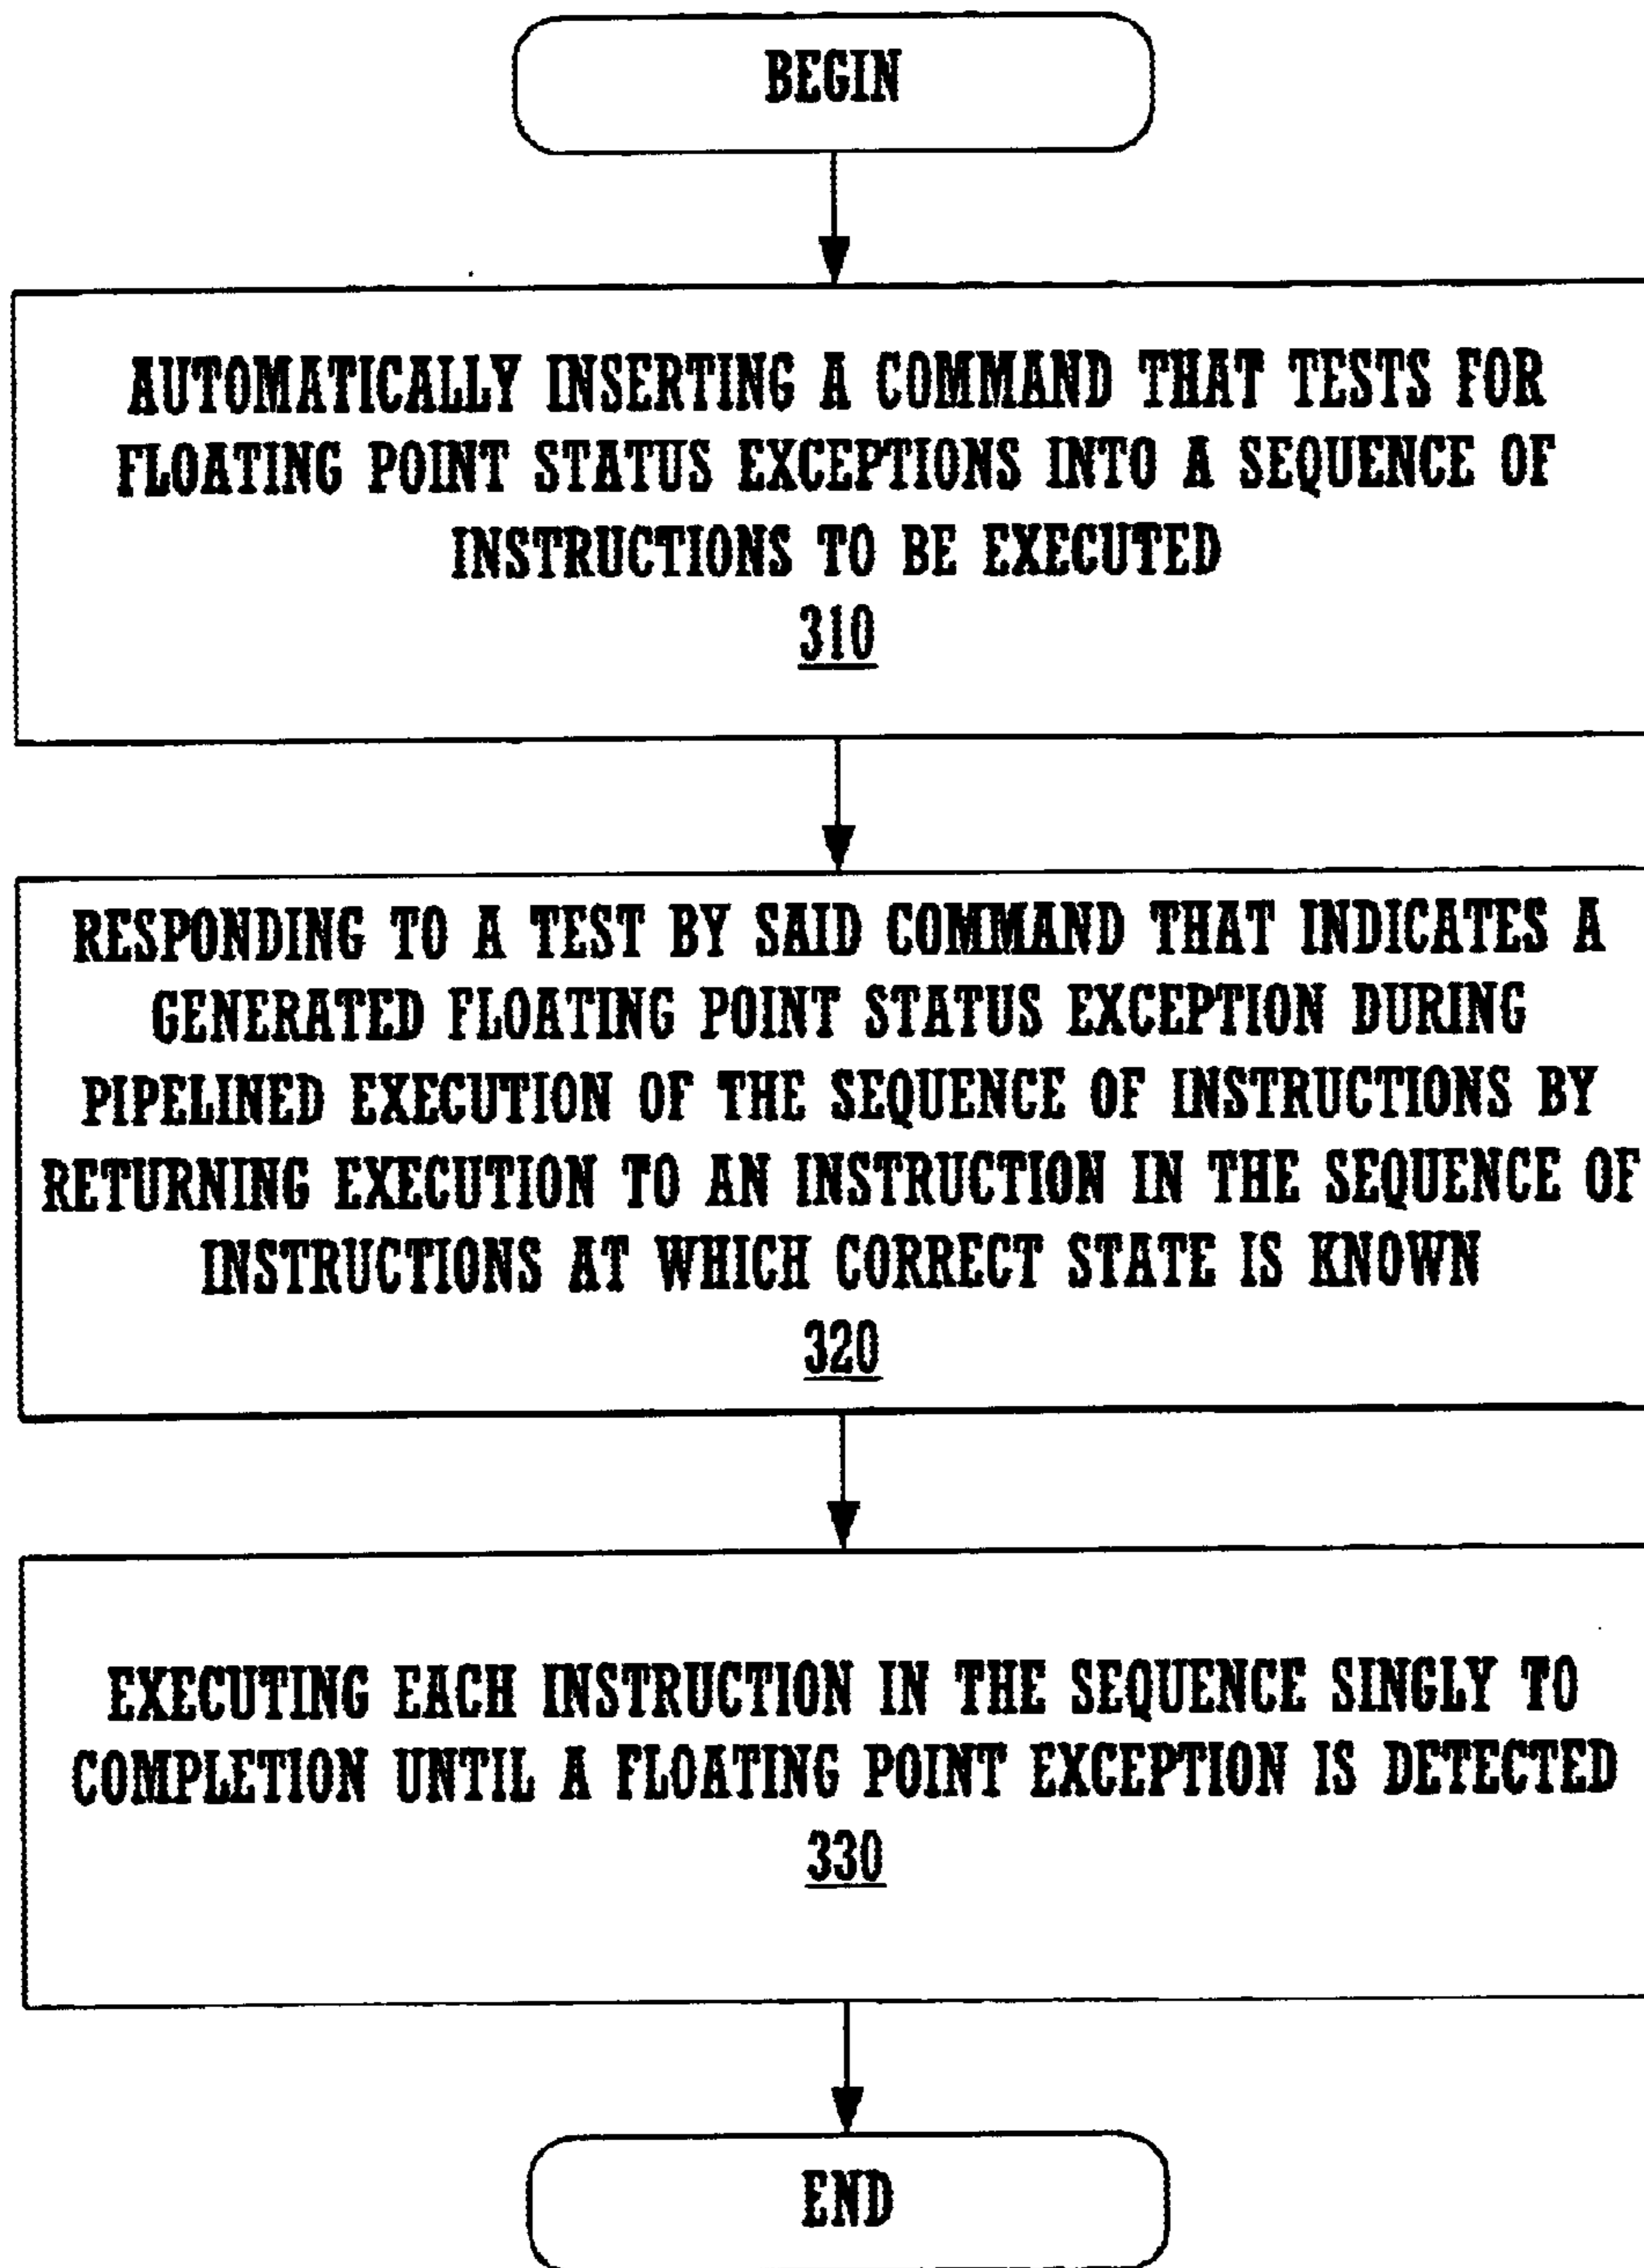 BEGIN
AUTOMATICALLY INSERTING A COMMAND THAT TESTS FOR
FLOATING POINT STATUS EXCEPTIONS INTO A SEQUENCE OF
INSTRUCTIONS TO BE EXECUTED
310
RESPONDING TO A TEST BY SAID COMMAND THAT INDICATES A
GENERATED FLOATING POINT STATUS EXCEPTION DURING
PIPELINED EXECUTION OF THE SEQUENCE OF INSTRUCTIONS BY
RETURNING EXECUTION TO AN INSTRUCTION IN THE SEQUENCE OF
INSTRUCTIONS AT WHICH CORRECT STATE IS KNOWN
320
EXECUTING EACH INSTRUCTION IN THE SEQUENCE SINGLY TO
COMPLETION UNTIL A FLOATING POINT EXCEPTION IS DETECTED
330
END